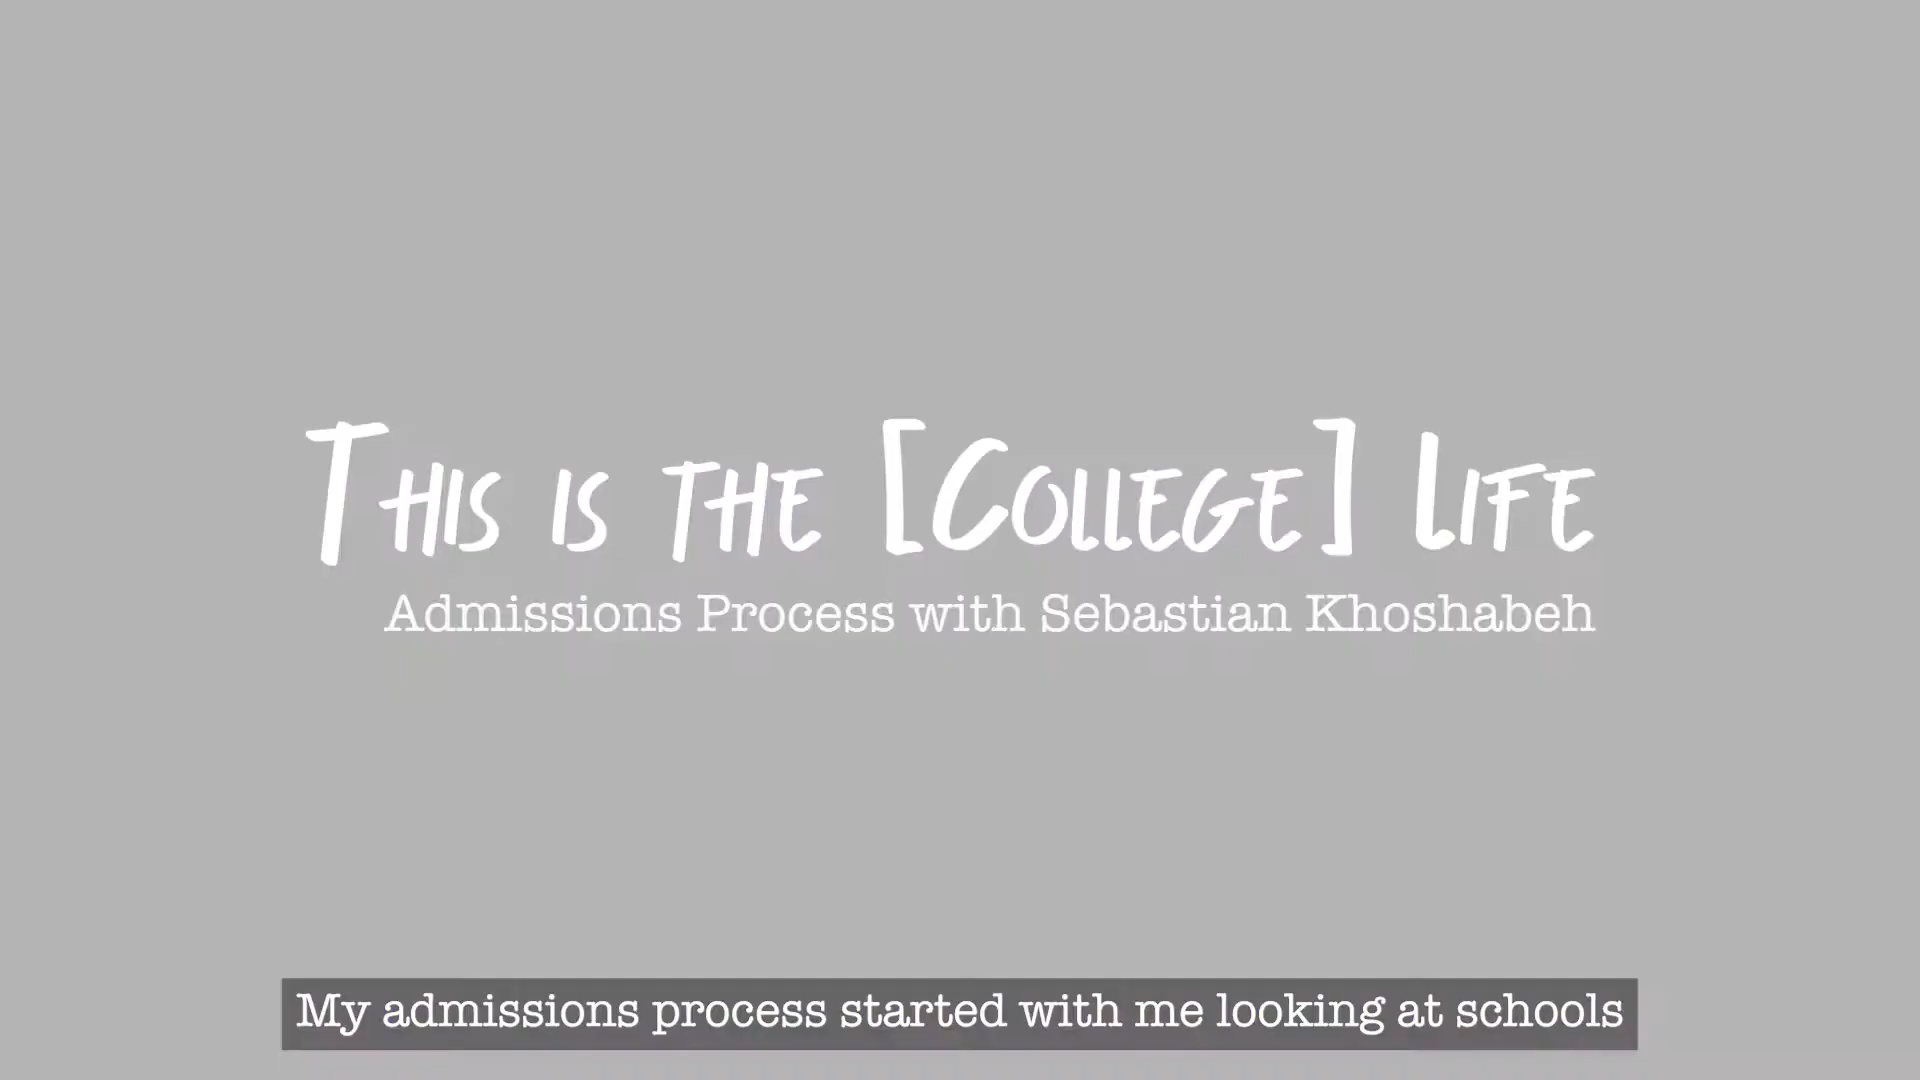 This is the [College] Life
Admissions Process with Sebastian Khoshabeh
My admissions process started with me looking at schools